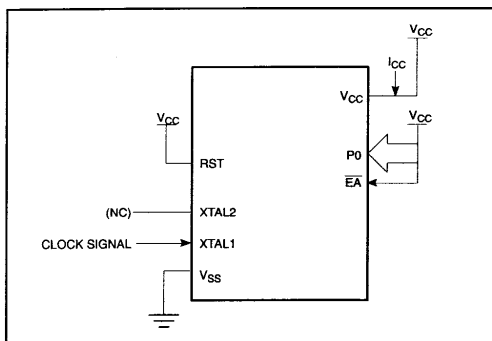 VCC
ICC
VCC
VCC
VCC
P0
RST
EA
(NC)
XTAL2
CLOCK SIGNAL
XTAL1
VSS